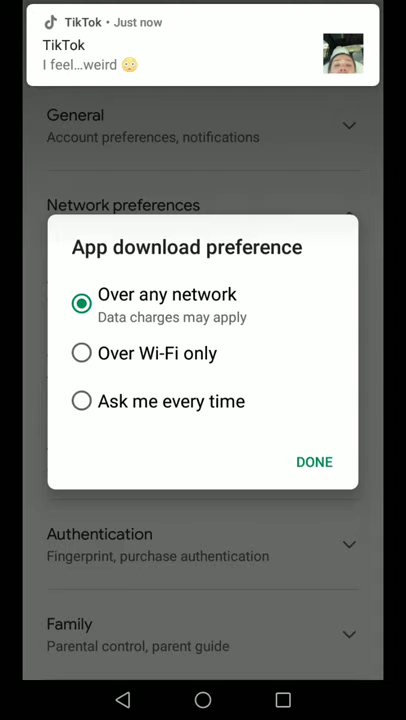 TikTok • Just now
TikTok
I feel...weird 😳
General
Account preferences, notifications
Network preferences
App download preference
Over any network
Data charges may apply
Over Wi-Fi only
Ask me every time
DONE
Authentication
Fingerprint, purchase authentication
Family
Parental control, parent guide